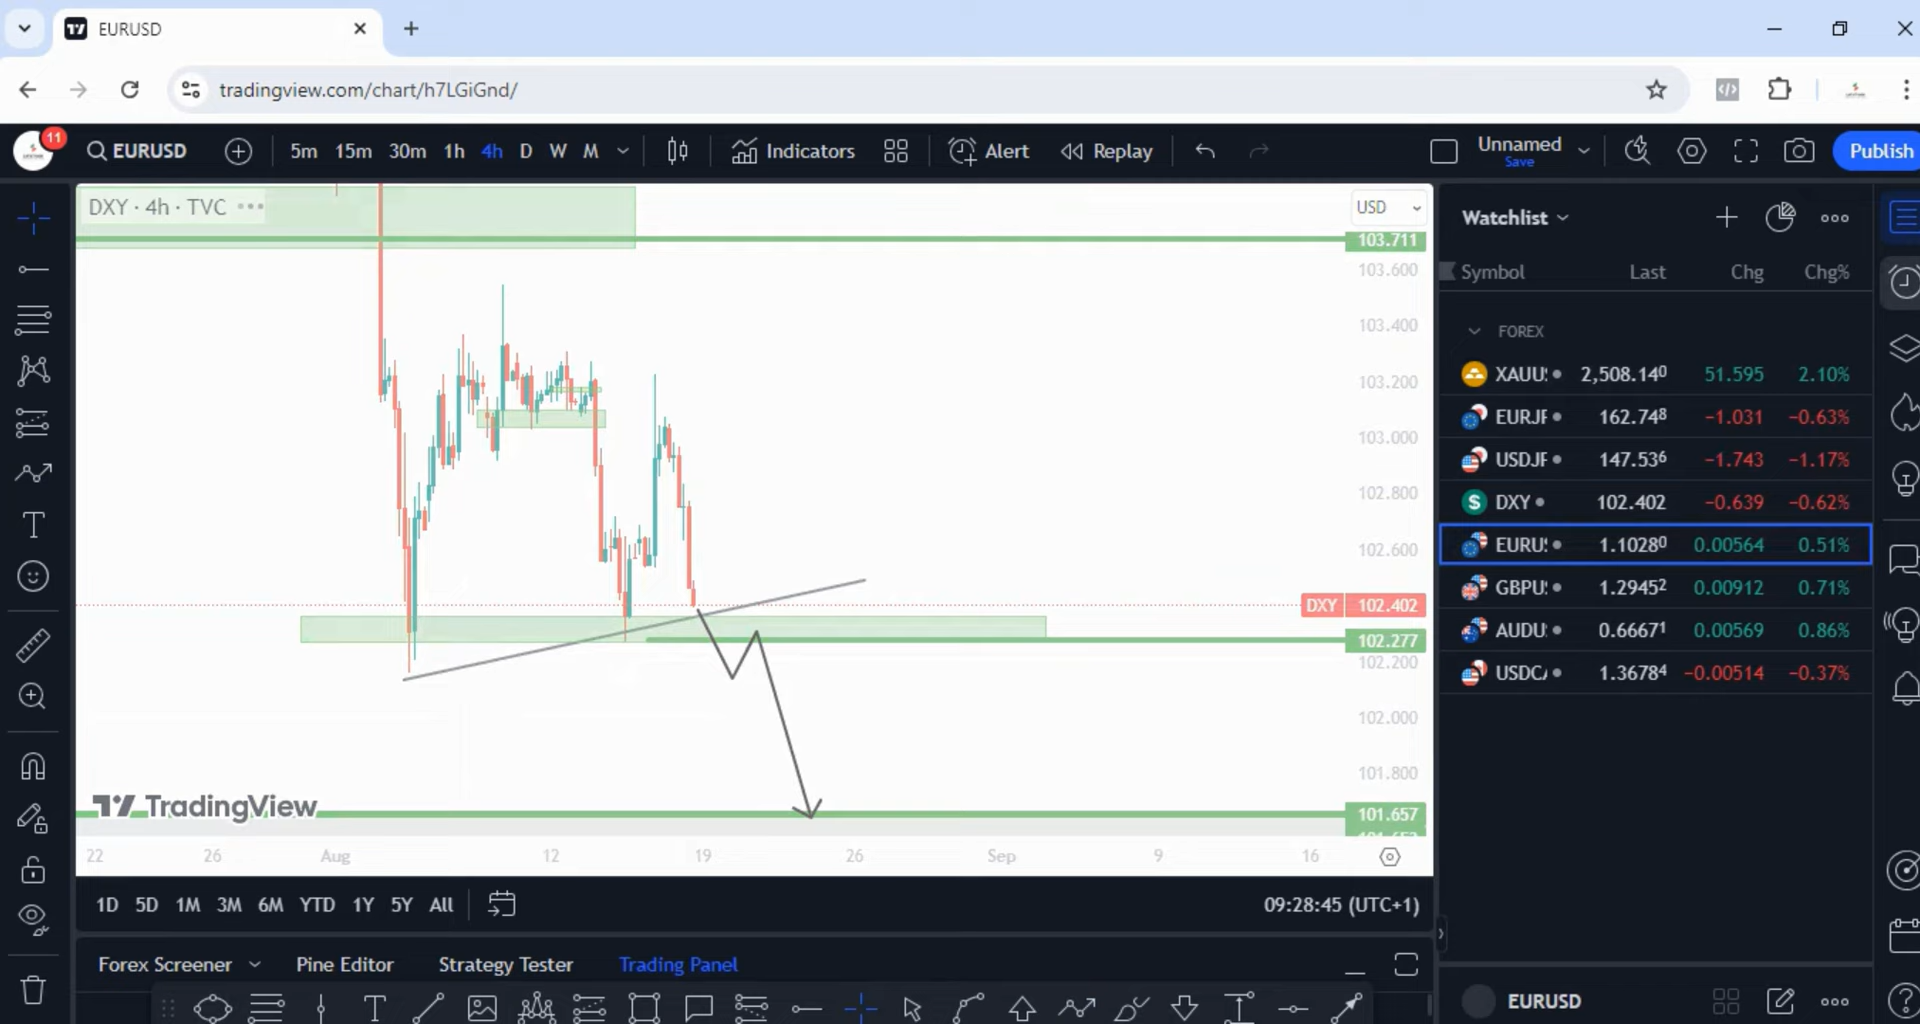 EURUSD
tradingview.com/chart/h7LGiGnd/
11
EURUSD 5m 15m 30m 1h 4h D W M Indicators Alert Replay Unnamed Save Publish
DXY · 4h · TVC
USD
103.711
103.600
103.400
103.200
103.000
102.800
102.600
DXY 102.402
102.277
102.200
102.000
101.800
101.657
TradingView
22 26 Aug 12 19 26 Sep 9 16
1D 5D 1M 3M 6M YTD 1Y 5Y All 09:28:45 (UTC+1)
Forex Screener Pine Editor Strategy Tester Trading Panel
Watchlist
Symbol Last Chg Chg%
FOREX
XAUU 2,508.140 51.595 2.10%
EURJ 162.748 −1.031 −0.63%
USDJ 147.536 −1.743 −1.17%
DXY 102.402 −0.639 −0.62%
EURU 1.10280 0.00564 0.51%
GBPU 1.29452 0.00912 0.71%
AUDU 0.66671 0.00569 0.86%
USDC 1.36784 −0.00514 −0.37%
EURUSD